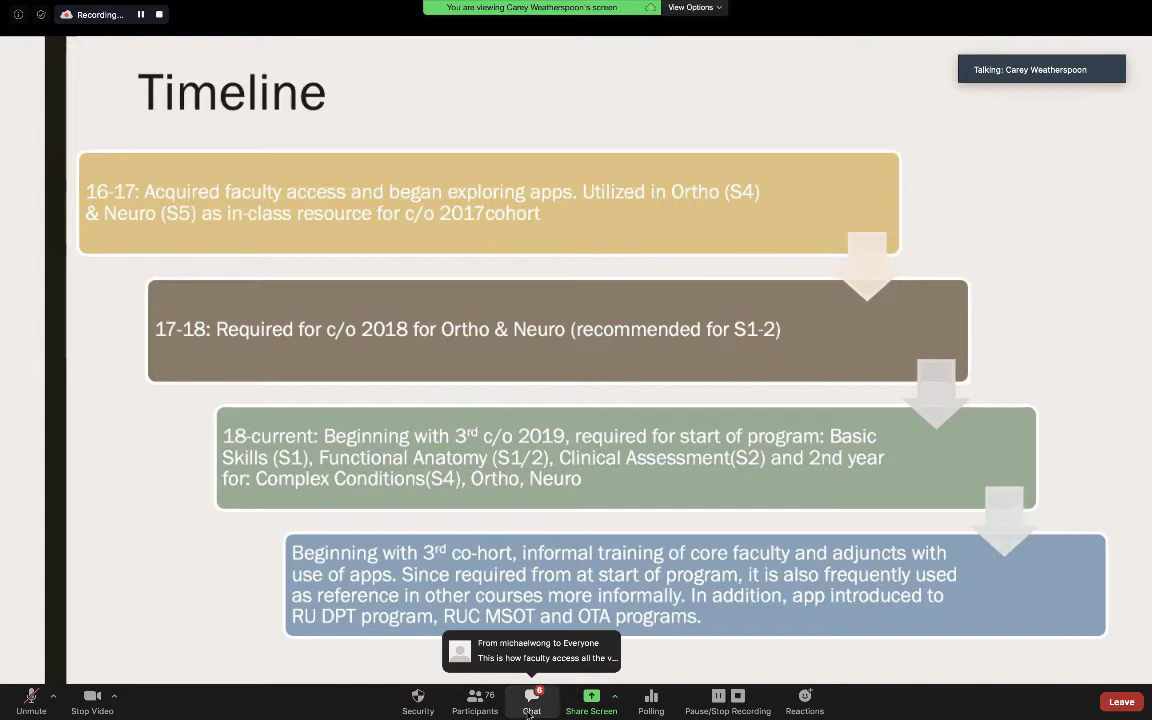 Recording...
You are viewing Carey Weatherspoon's screen
View Options
Talking: Carey Weatherspoon
Timeline
16-17: Acquired faculty access and began exploring apps. Utilized in Ortho (S4)
& Neuro (S5) as in-class resource for c/o 2017cohort
17-18: Required for c/o 2018 for Ortho & Neuro (recommended for S1-2)
18-current: Beginning with 3rd c/o 2019, required for start of program: Basic
Skills (S1), Functional Anatomy (S1/2), Clinical Assessment(S2) and 2nd year
for: Complex Conditions(S4), Ortho, Neuro
Beginning with 3rd co-hort, informal training of core faculty and adjuncts with
use of apps. Since required from at start of program, it is also frequently used
as reference in other courses more informally. In addition, app introduced to
RU DPT program, RUC MSOT and OTA programs.
From michaelwong to Everyone
This is how faculty access all the v...
76
6
Unmute
Stop Video
Security
Participants
Chat
Share Screen
Polling
Pause/Stop Recording
Reactions
Leave